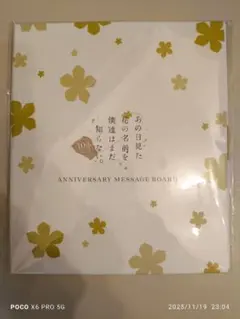 あの日見た
花の名前を
僕達はまだ
知らない。
10th
ANNIVERSARY MESSAGE BOARD
POCO X6 PRO 5G
2025/11/19 23:04